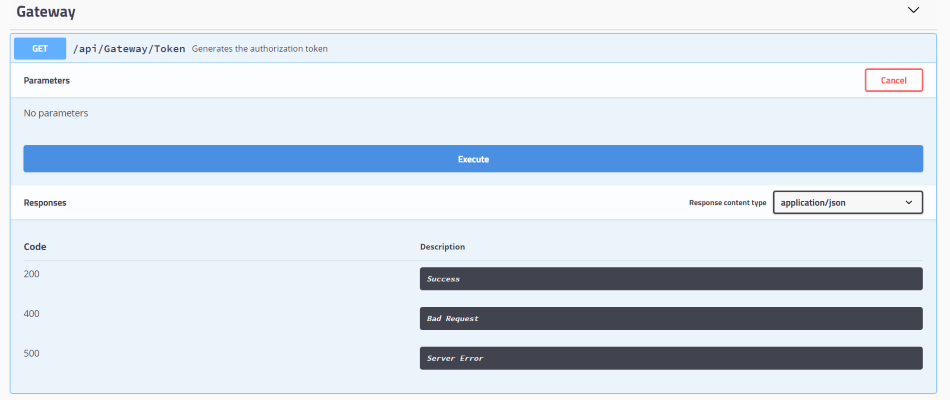 Gateway
GET /api/Gateway/Token Generates the authorization token
Parameters Cancel
No parameters
Execute
Responses Response content type application/json
Code Description
200 Success
400 Bad Request
500 Server Error